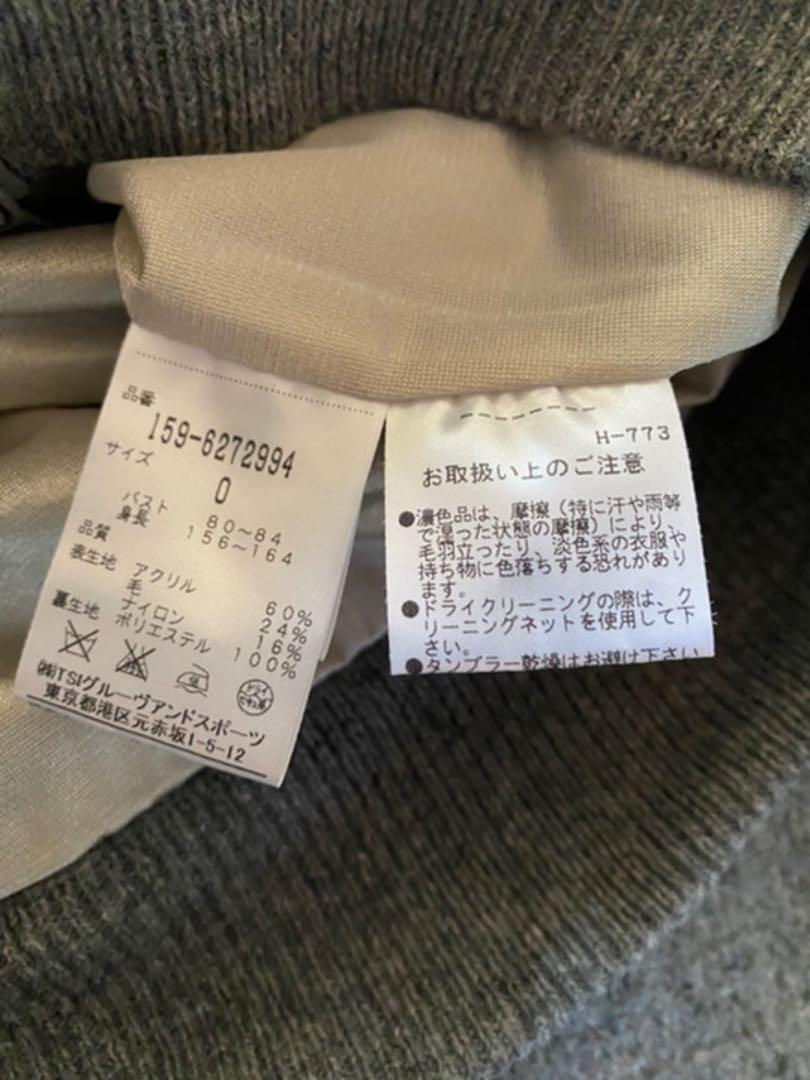 品番
159-6272994
サイズ
0
バスト 80~84
身長 156~164
品質
表生地 アクリル 60%
毛 24%
ナイロン 16%
裏生地 ポリエステル 100%
ドライ
㈱TSIグルーヴアンドスポーツ
東京都港区元赤坂1-5-12
H-773
お取扱い上のご注意
●濃色品は、摩擦(特に汗や雨等
で湿った状態の摩擦)により、
毛羽立ったり、淡色系の衣服や
持ち物に色落ちする恐れがあり
ます。
●ドライクリーニングの際は、ク
リーニングネットを使用して下
さい。
●タンブラー乾燥はお避け下さい